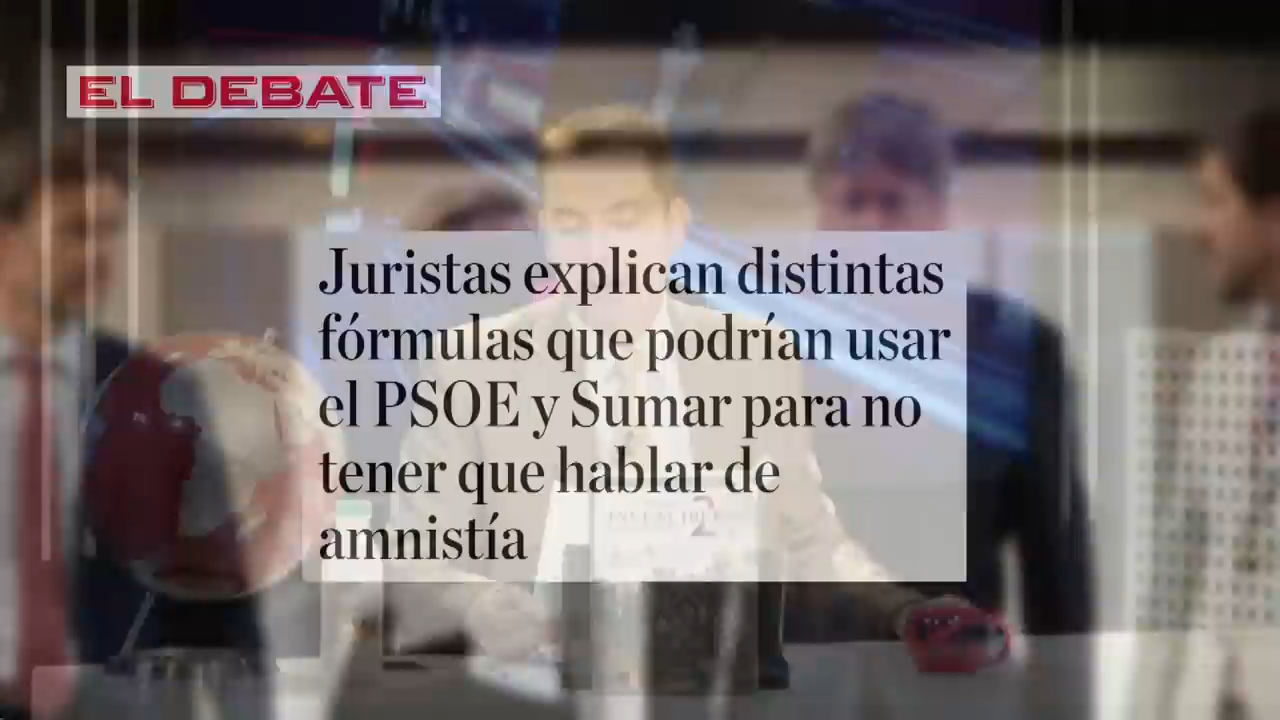 EL DEBATE
Juristas explican distintas
fórmulas que podrían usar
el PSOE y Sumar para no
tener que hablar de
amnistía
2